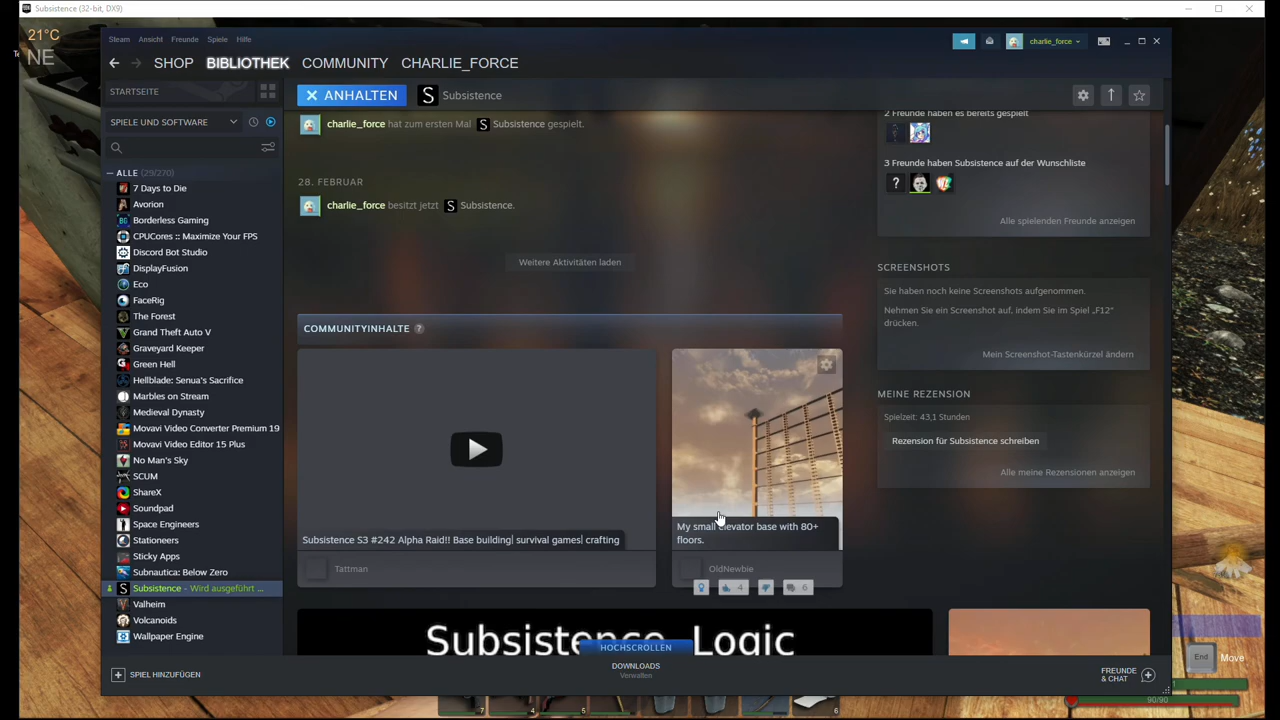 Subsistence (32-bit, DX9)
21°C
NE
Steam Ansicht Freunde Spiele Hilfe
charlie_force
SHOP BIBLIOTHEK COMMUNITY CHARLIE_FORCE
STARTSEITE
ANHALTEN
S Subsistence
SPIELE UND SOFTWARE
ALLE (29/270)
7 Days to Die
Avorion
Borderless Gaming
CPUCores :: Maximize Your FPS
Discord Bot Studio
DisplayFusion
Eco
FaceRig
The Forest
Grand Theft Auto V
Graveyard Keeper
Green Hell
Hellblade: Senua's Sacrifice
Marbles on Stream
Medieval Dynasty
Movavi Video Converter Premium 19
Movavi Video Editor 15 Plus
No Man's Sky
SCUM
ShareX
Soundpad
Space Engineers
Stationeers
Sticky Apps
Subnautica: Below Zero
Subsistence - Wird ausgeführt ...
Valheim
Volcanoids
Wallpaper Engine
SPIEL HINZUFÜGEN
charlie_force hat zum ersten Mal S Subsistence gespielt.
28. FEBRUAR
charlie_force besitzt jetzt S Subsistence.
Weitere Aktivitäten laden
COMMUNITYINHALTE ?
Subsistence S3 #242 Alpha Raid!! Base building| survival games| crafting
Tattman
My small elevator base with 80+
floors.
OldNewbie
4
6
Subsistence Logic
HOCHSCROLLEN
DOWNLOADS
Verwalten
2 Freunde haben es bereits gespielt
3 Freunde haben Subsistence auf der Wunschliste
?
Alle spielenden Freunde anzeigen
SCREENSHOTS
Sie haben noch keine Screenshots aufgenommen.
Nehmen Sie ein Screenshot auf, indem Sie im Spiel „F12"
drücken.
Mein Screenshot-Tastenkürzel ändern
MEINE REZENSION
Spielzeit: 43,1 Stunden
Rezension für Subsistence schreiben
Alle meine Rezensionen anzeigen
FREUNDE
& CHAT
End Move
90/90
7 4 5 6